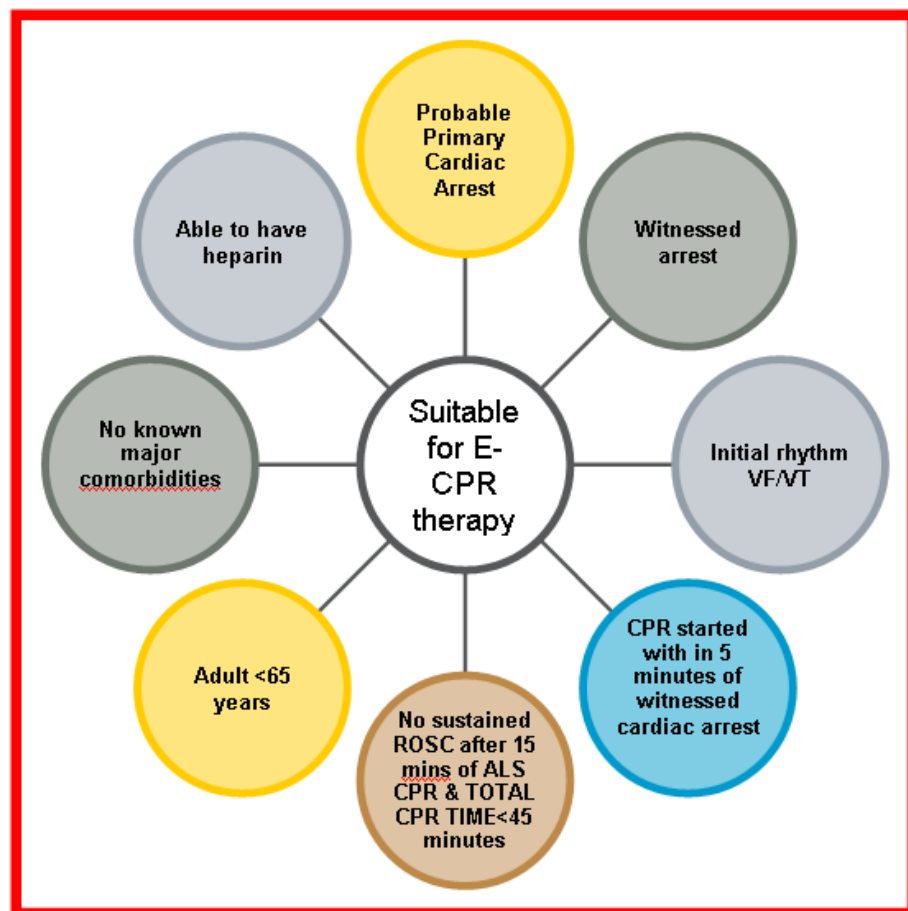 Probable
Primary
Cardiac
Arrest
Witnessed
arrest
Initial rhythm
VF/VT
CPR started
with in 5
minutes of
witnessed
cardiac arrest
No sustained
ROSC after 15
mins of ALS
CPR & TOTAL
CPR TIME<45
minutes
Adult <65
years
No known
major
comorbidities
Able to have
heparin
Suitable
for E-
CPR
therapy